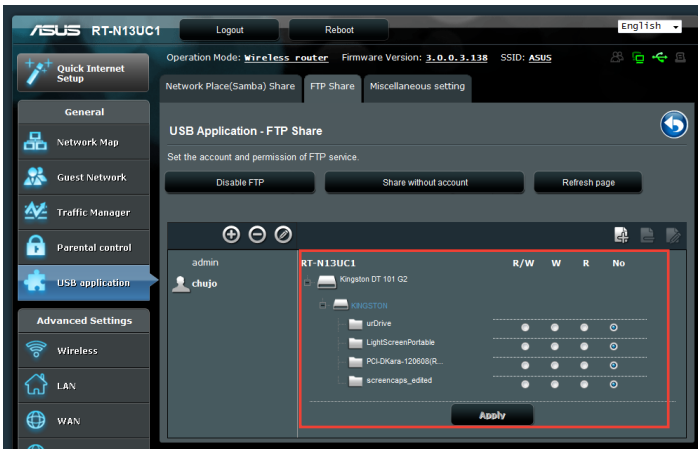 ASUS RT-N13UC1 Logout Reboot English
Operation Mode: Wireless router Firmware Version: 3.0.0.3.138 SSID: ASUS
Quick Internet
Setup
Network Place(Samba) Share FTP Share Miscellaneous setting
General
USB Application - FTP Share
Network Map
Set the account and permission of FTP service.
Guest Network
Disable FTP Share without account Refresh page
Traffic Manager
Parental control
admin RT-N13UC1 R/W W R No
USB application
chujo Kingston DT 101 G2
KINGSTON
Advanced Settings
urDrive
Wireless
LightScreenPortable
PCI-DKara-120608(R...
LAN
screencaps_edited
WAN
Apply